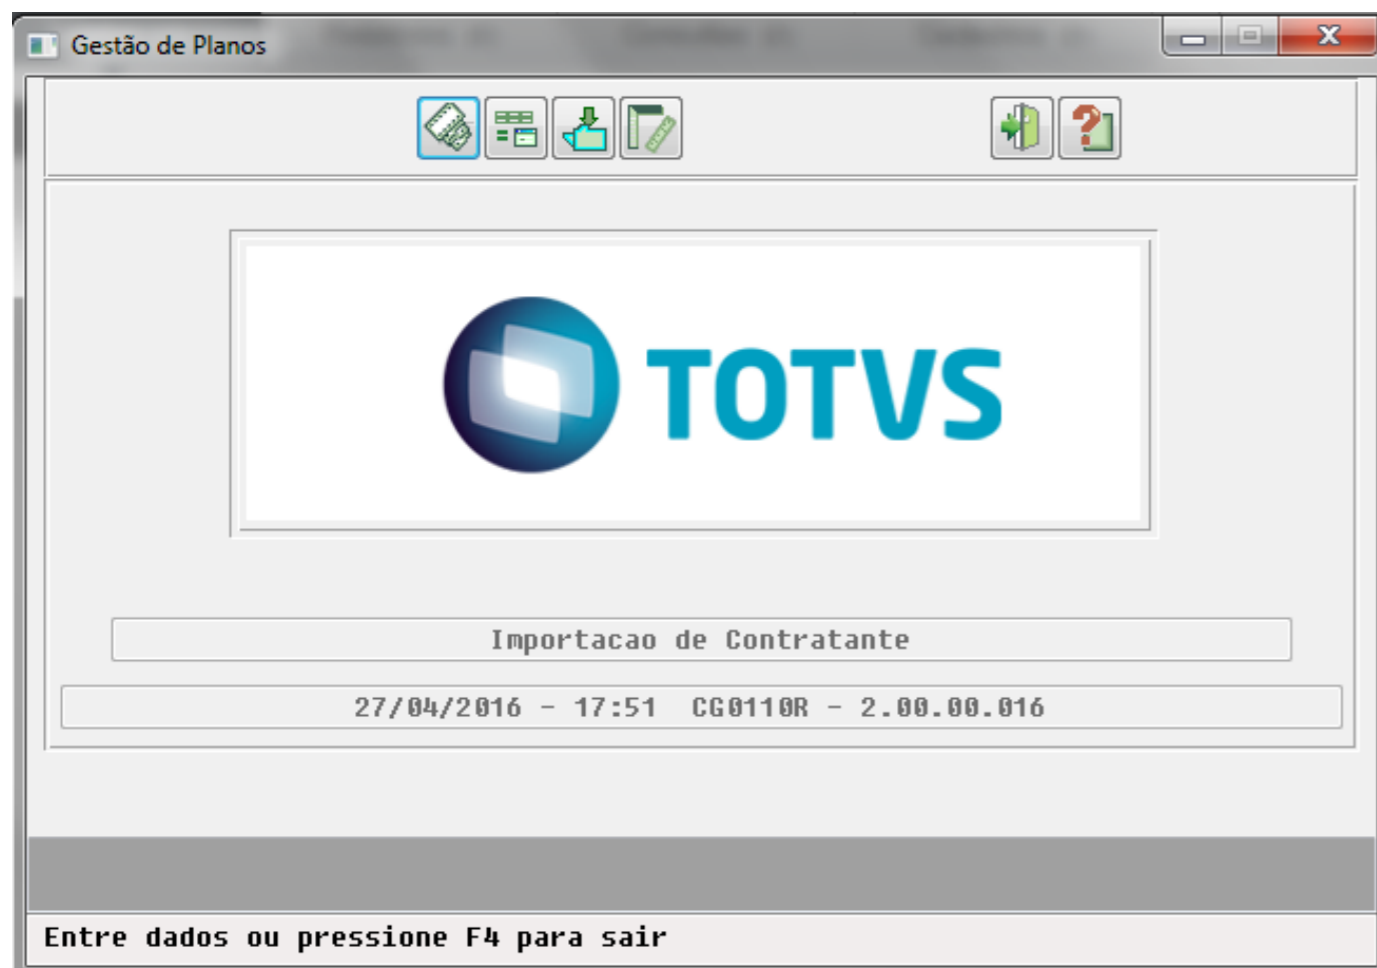 Gestão de Planos
TOTVS
Importacao de Contratante
27/04/2016 - 17:51 CG0110R - 2.00.00.016
Entre dados ou pressione F4 para sair